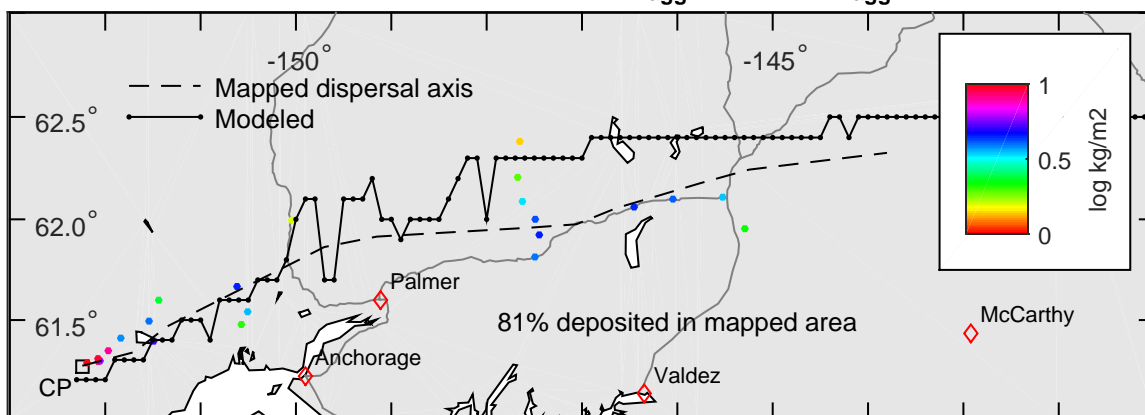 -150°
-145°
Mapped dispersal axis
Modeled
62.5°
62.0°
61.5°
1
0.5
0
log kg/m2
Palmer
McCarthy
81% deposited in mapped area
Anchorage
Valdez
CP